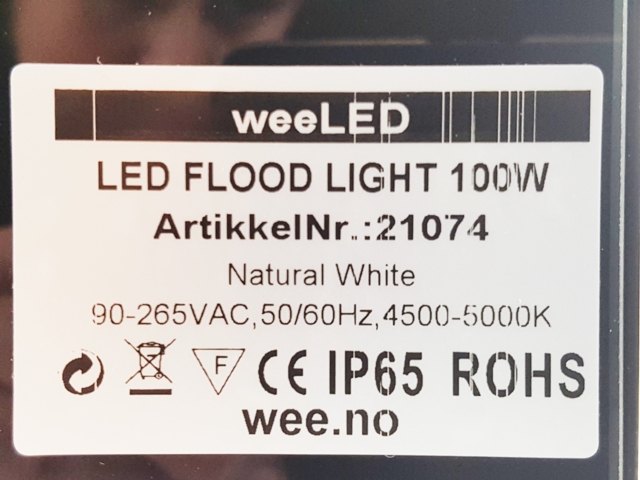 weeLED
LED FLOOD LIGHT 100W
ArtikkelNr.:21074
Natural White
90-265VAC,50/60Hz,4500-5000K
F CE IP65 ROHS
wee.no